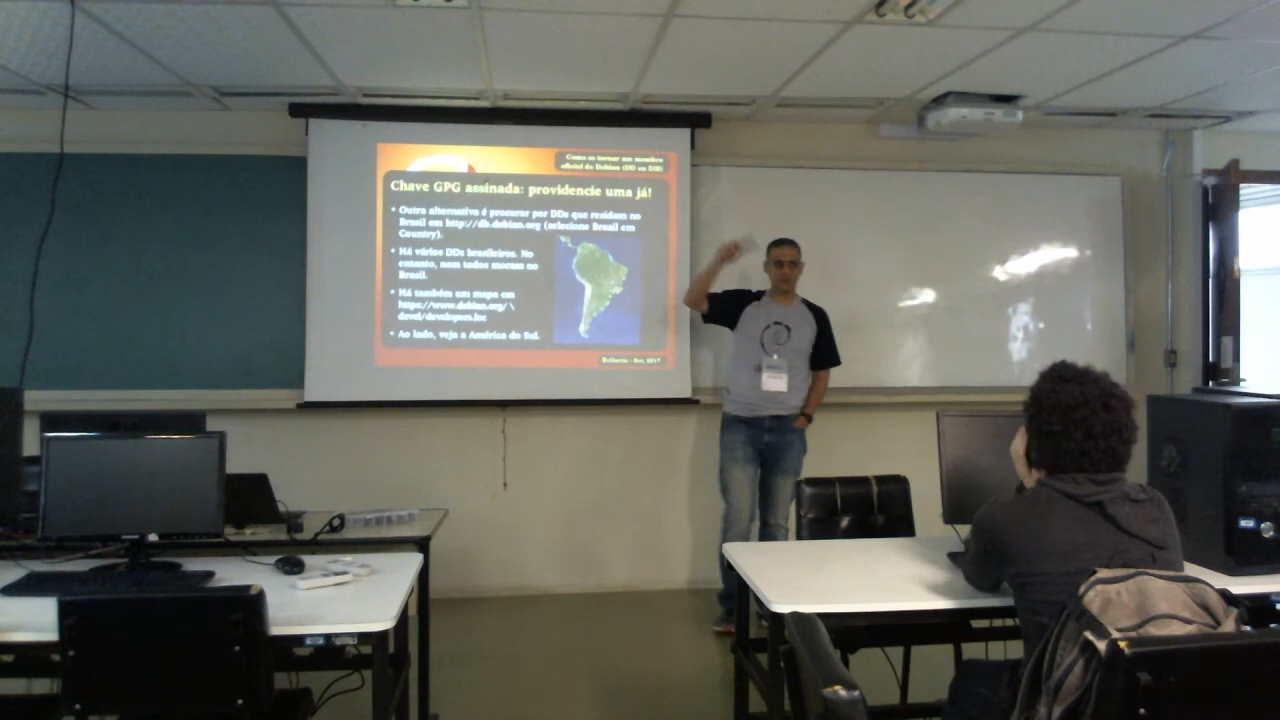 Como se tornar um membro
oficial do Debian (DD ou DM)
Chave GPG assinada: providencie uma já!
• Outra alternativa é procurar por DDs que residam no
Brasil em http://db.debian.org (selecione Brasil em
Country).
• Há vários DDs brasileiros. No
entanto, nem todos moram no
Brasil.
• Há também um mapa em
https://www.debian.org/ \
devel/developers.loc
• Ao lado, veja a América do Sul.
2017